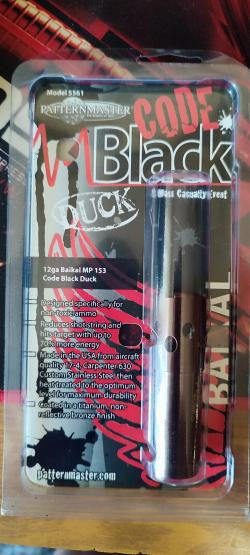 Model 5561
PATTERNMASTER
CODE
Black
DUCK
A Mass Casualty Event
12ga Baikal MP 153
Code Black Duck
Designed specifically for
non-toxic ammo
Reduces shot string and
hits target with up to
70% more energy
Made in the USA from aircraft
quality 17-4, Carpenter 630
Custom Stainless Steel then
heat treated to the optimum
level for maximum durability
Coated in a titanium, non-
reflective bronze finish
BAIKAL
patternmaster.com